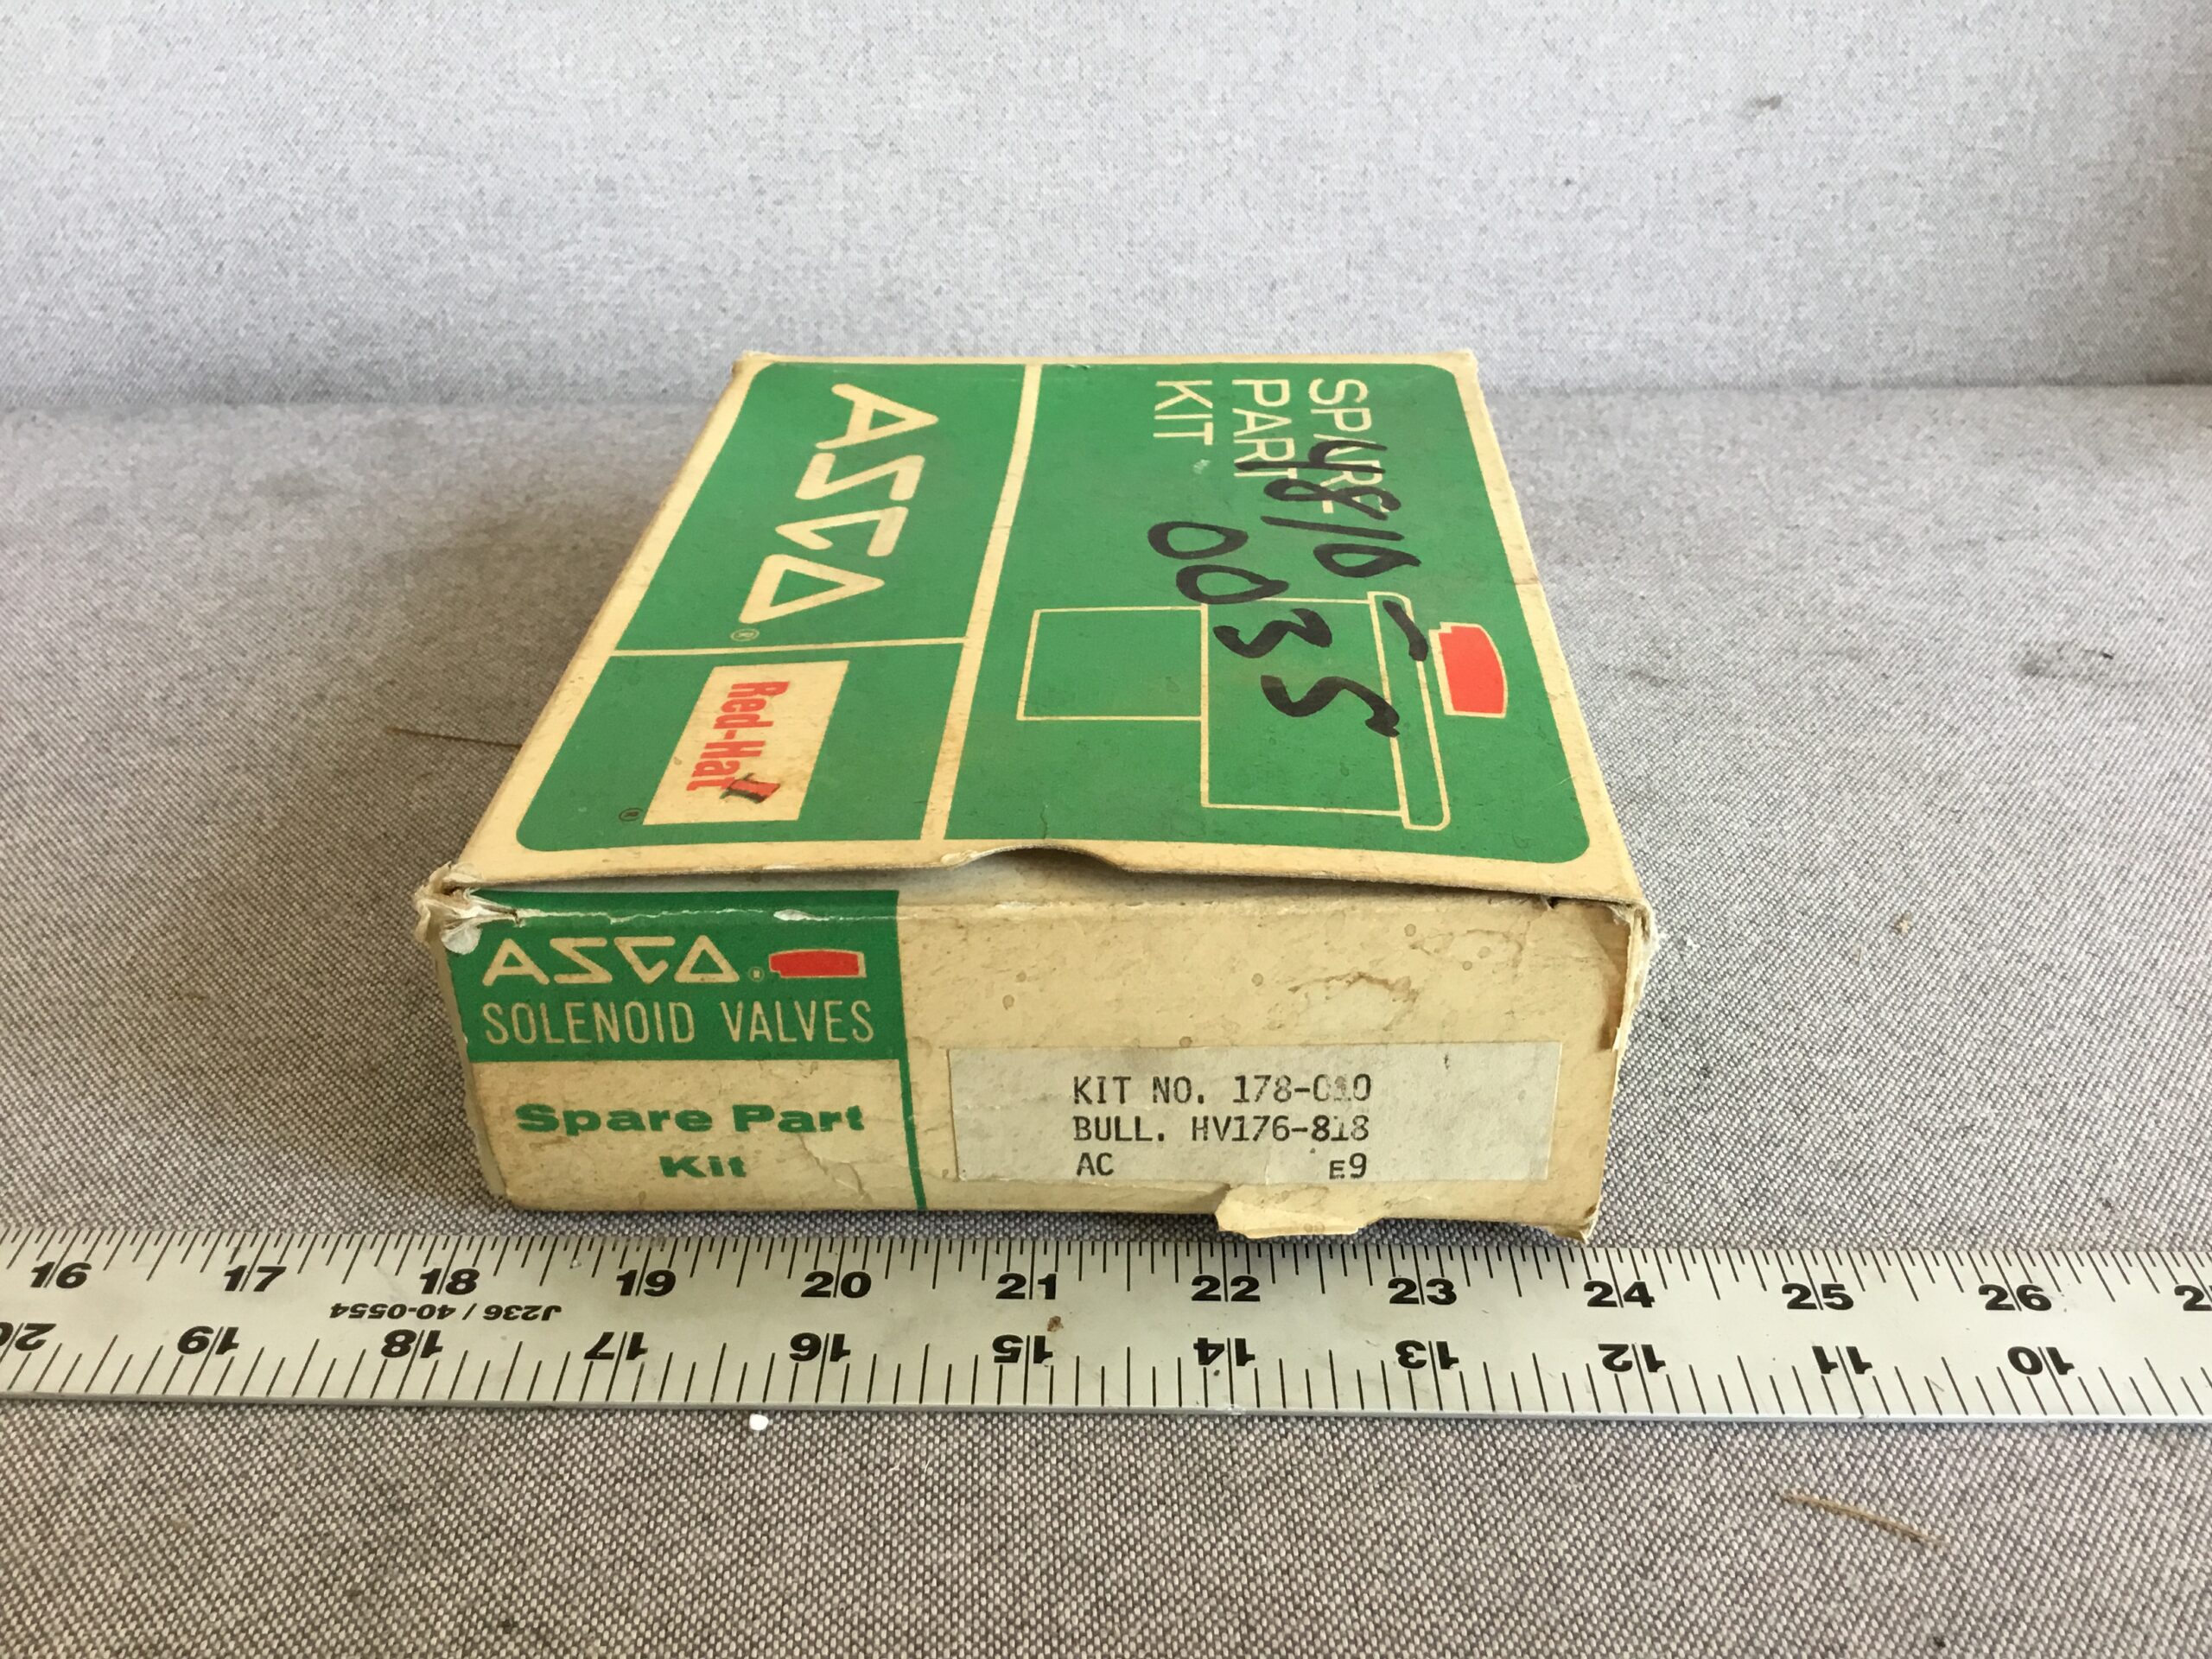 SPARE
PART
KIT
48110 -
0035
ASCO®
Red-Hat
®
ASCO®
SOLENOID VALVES
Spare Part
Kit
KIT NO. 178-010
BULL. HV176-818
AC E9
16 17 18 19 20 21 22 23 24 25 26
J236 / 40-0554
20 19 18 17 16 15 14 13 12 11 10